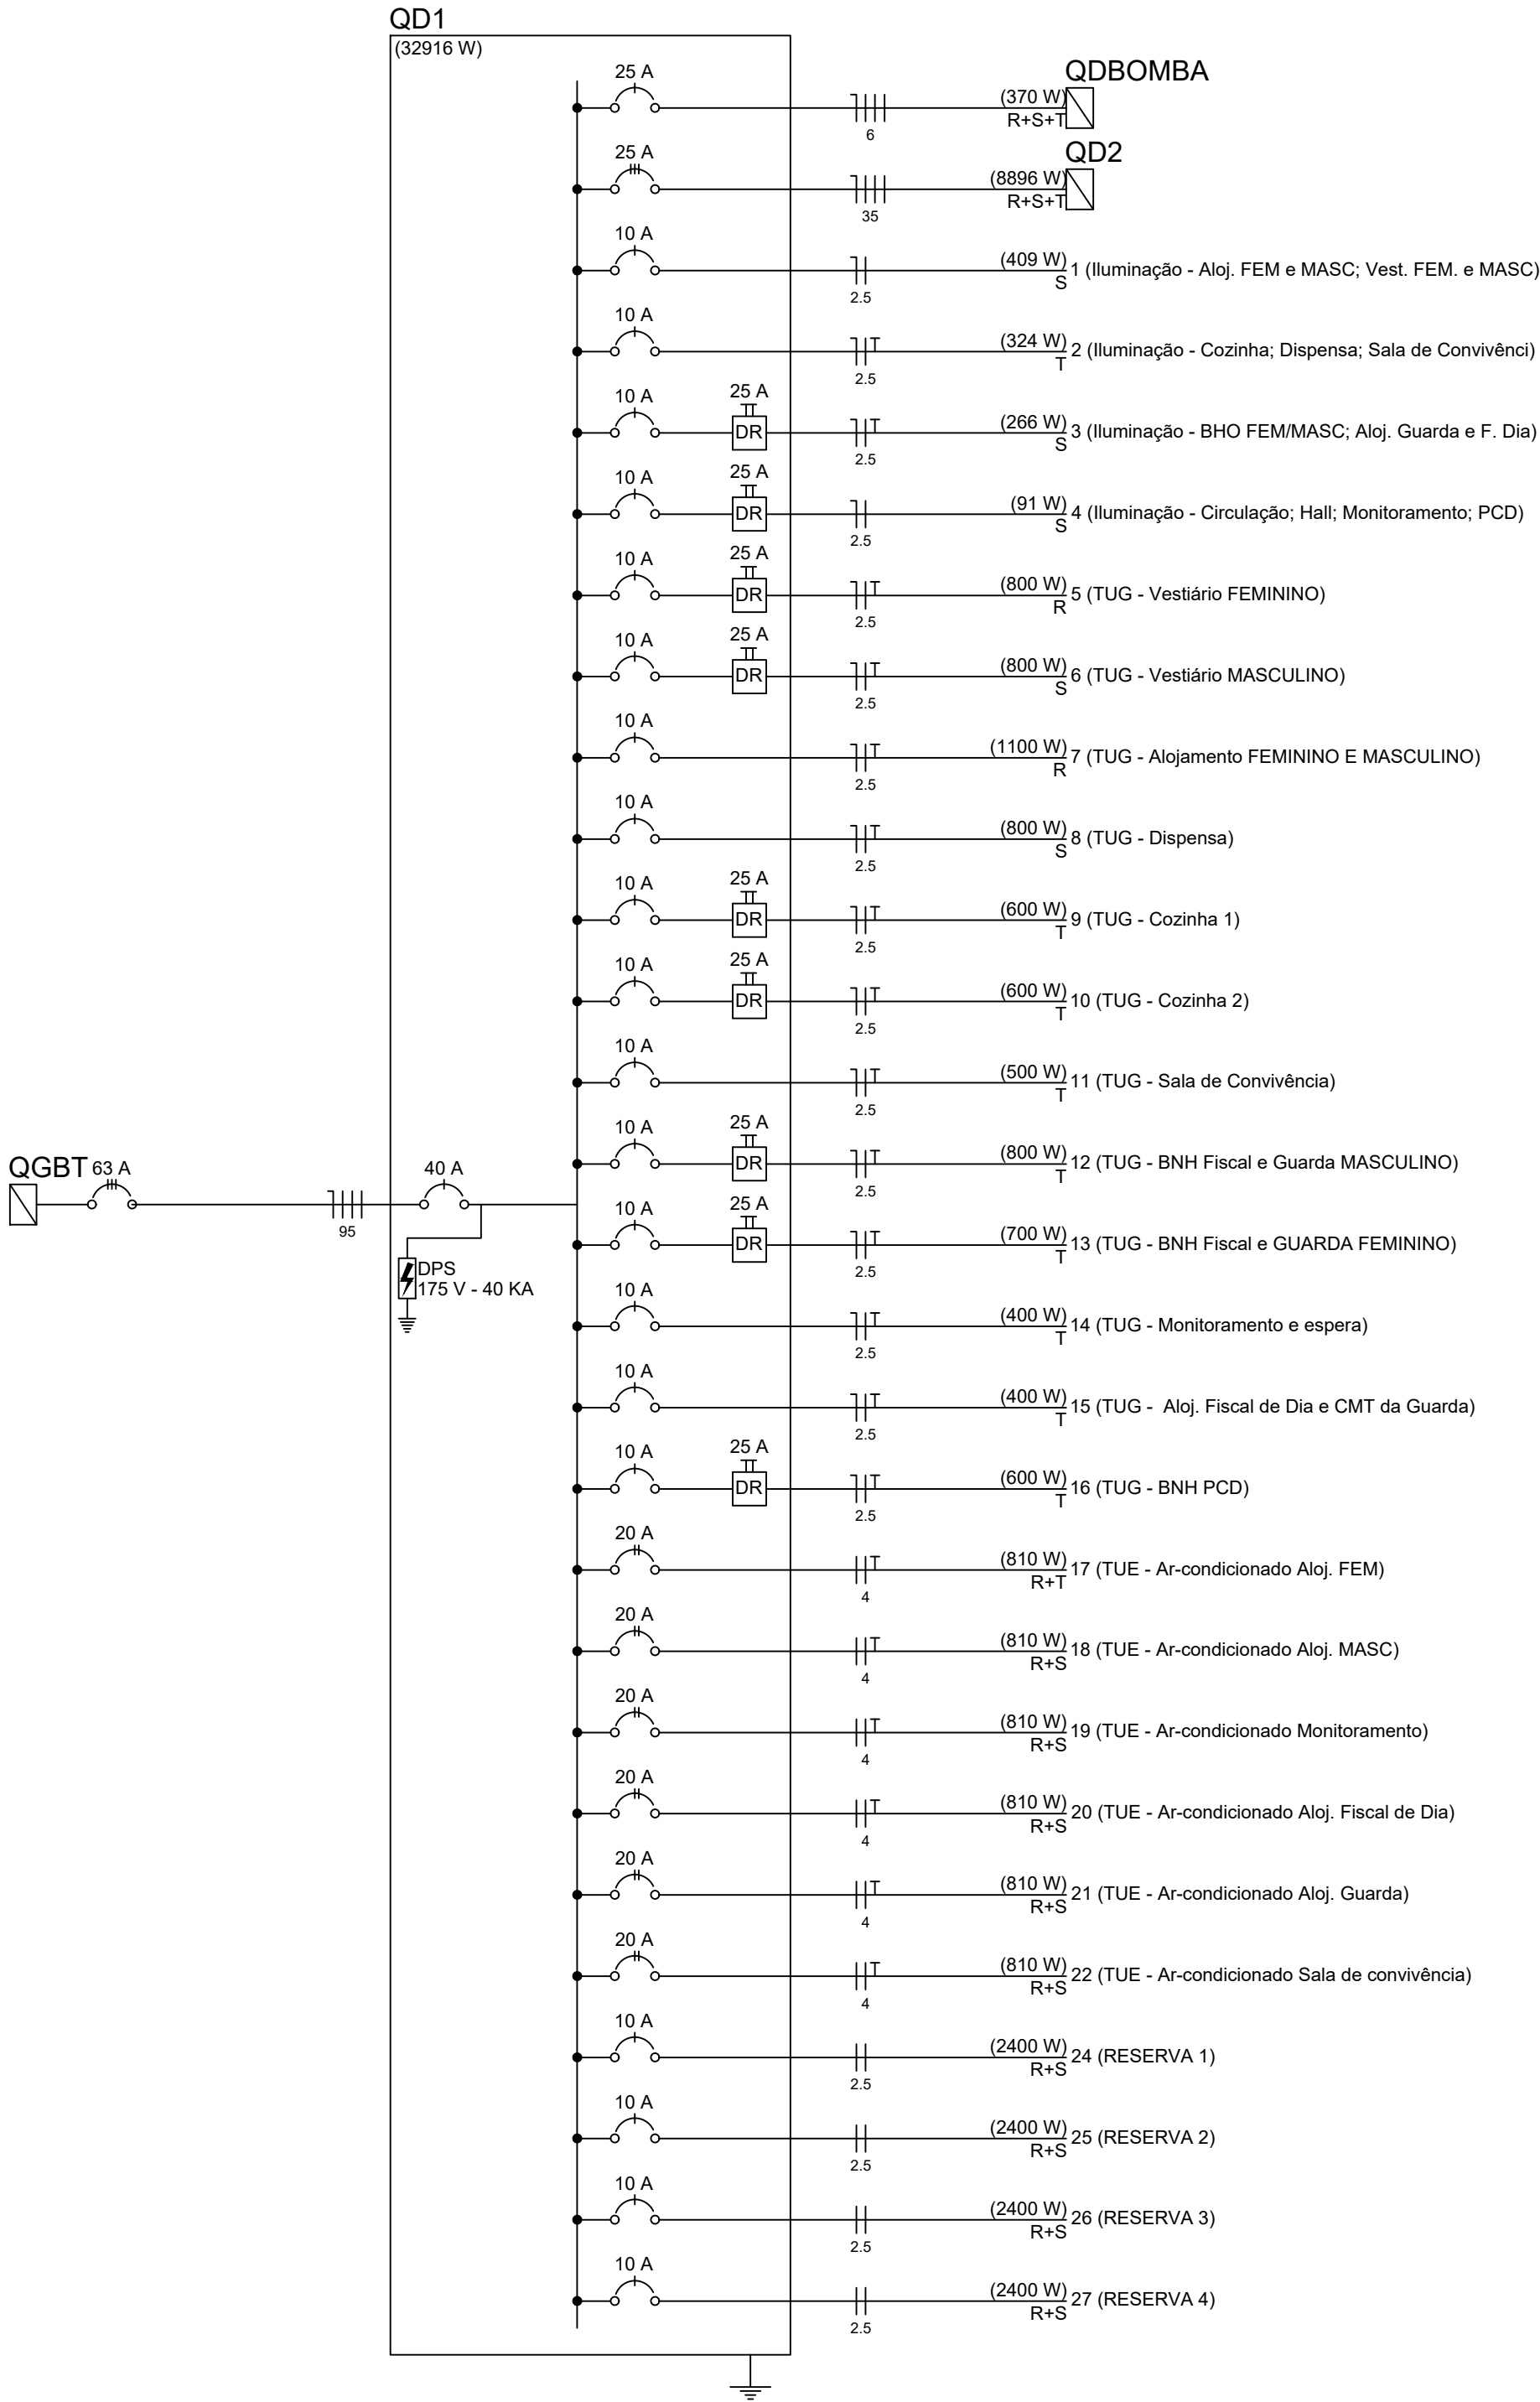 QD1
(32916 W)
25 A
6
(370 W)
R+S+T
QDBOMBA
25 A
35
(8896 W)
R+S+T
QD2
10 A
2.5
(409 W)
S
1 (Iluminação - Aloj. FEM e MASC; Vest. FEM. e MASC)
10 A
T
2.5
(324 W)
T
2 (Iluminação - Cozinha; Dispensa; Sala de Convivênci)
10 A
25 A
DR
2.5
(266 W)
S
3 (Iluminação - BHO FEM/MASC; Aloj. Guarda e F. Dia)
10 A
25 A
DR
2.5
(91 W)
S
4 (Iluminação - Circulação; Hall; Monitoramento; PCD)
10 A
25 A
DR
2.5
(800 W)
R
5 (TUG - Vestiário FEMININO)
10 A
25 A
DR
2.5
(800 W)
S
6 (TUG - Vestiário MASCULINO)
10 A
2.5
(1100 W)
R
7 (TUG - Alojamento FEMININO E MASCULINO)
10 A
2.5
(800 W)
S
8 (TUG - Dispensa)
10 A
25 A
DR
2.5
(600 W)
T
9 (TUG - Cozinha 1)
10 A
25 A
DR
2.5
(600 W)
T
10 (TUG - Cozinha 2)
10 A
2.5
(500 W)
T
11 (TUG - Sala de Convivência)
10 A
25 A
DR
2.5
(800 W)
T
12 (TUG - BNH Fiscal e Guarda MASCULINO)
QGBT
63 A
95
40 A
DPS
175 V - 40 KA
10 A
25 A
DR
2.5
(700 W)
T
13 (TUG - BNH Fiscal e GUARDA FEMININO)
10 A
2.5
(400 W)
T
14 (TUG - Monitoramento e espera)
10 A
2.5
(400 W)
T
15 (TUG - Aloj. Fiscal de Dia e CMT da Guarda)
10 A
25 A
DR
2.5
(600 W)
T
16 (TUG - BNH PCD)
20 A
4
(810 W)
R+T
17 (TUE - Ar-condicionado Aloj. FEM)
20 A
4
(810 W)
R+S
18 (TUE - Ar-condicionado Aloj. MASC)
20 A
4
(810 W)
R+S
19 (TUE - Ar-condicionado Monitoramento)
20 A
4
(810 W)
R+S
20 (TUE - Ar-condicionado Aloj. Fiscal de Dia)
20 A
4
(810 W)
R+S
21 (TUE - Ar-condicionado Aloj. Guarda)
20 A
4
(810 W)
R+S
22 (TUE - Ar-condicionado Sala de convivência)
10 A
2.5
(2400 W)
R+S
24 (RESERVA 1)
10 A
2.5
(2400 W)
R+S
25 (RESERVA 2)
10 A
2.5
(2400 W)
R+S
26 (RESERVA 3)
10 A
2.5
(2400 W)
R+S
27 (RESERVA 4)